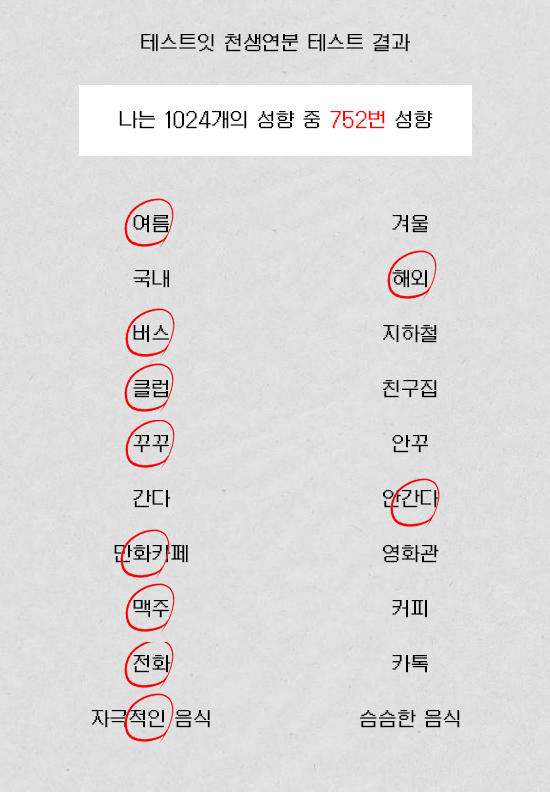 테스트잇 천생연분 테스트 결과
나는 1024개의 성향 중 752번 성향
여름 겨울
국내 해외
버스 지하철
클럽 친구집
꾸꾸 안꾸
간다 안간다
만화카페 영화관
맥주 커피
전화 카톡
자극적인 음식 슴슴한 음식